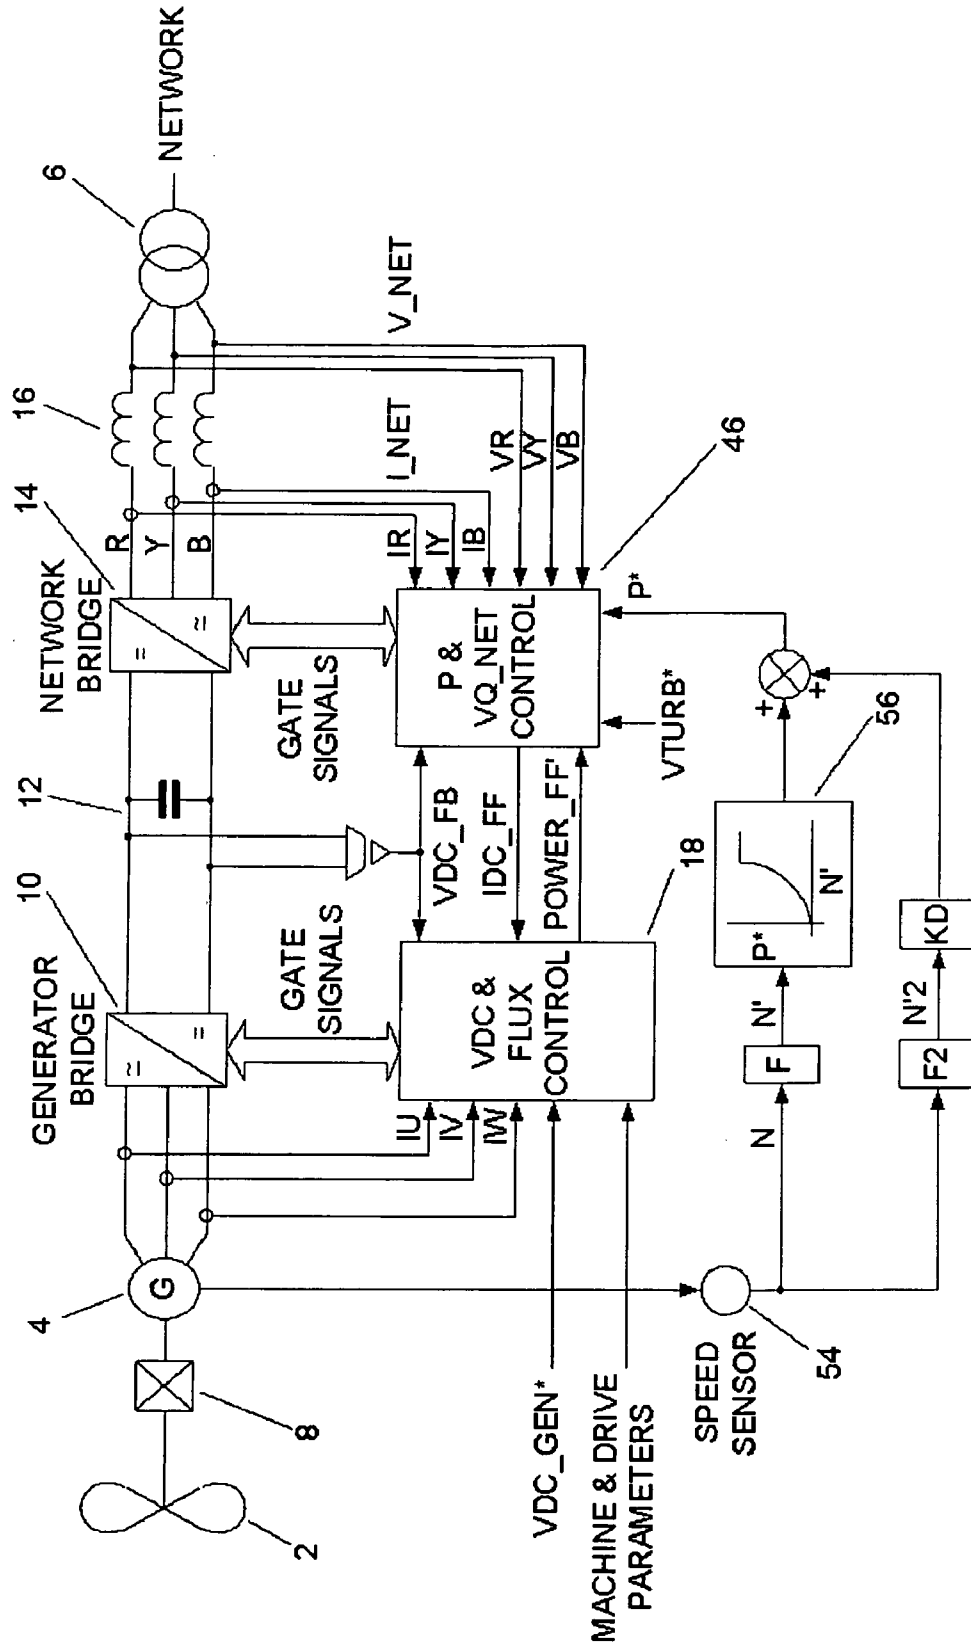 GENERATOR
BRIDGE
10
12
NETWORK
BRIDGE
14
16
6
NETWORK
4
G
8
2
≅
=
=
≅
R
Y
B
IU
IV
IW
GATE
SIGNALS
GATE
SIGNALS
I_NET
V_NET
VDC_FB
IDC_FF
POWER_FF'
IR
IY
IB
VR
VY
VB
VDC &
FLUX
CONTROL
18
P &
VQ_NET
CONTROL
46
VDC_GEN*
MACHINE & DRIVE
PARAMETERS
VTURB*
P*
SPEED
SENSOR
54
N
F
N'
P*
N'
56
+
+
F2
N'2
KD